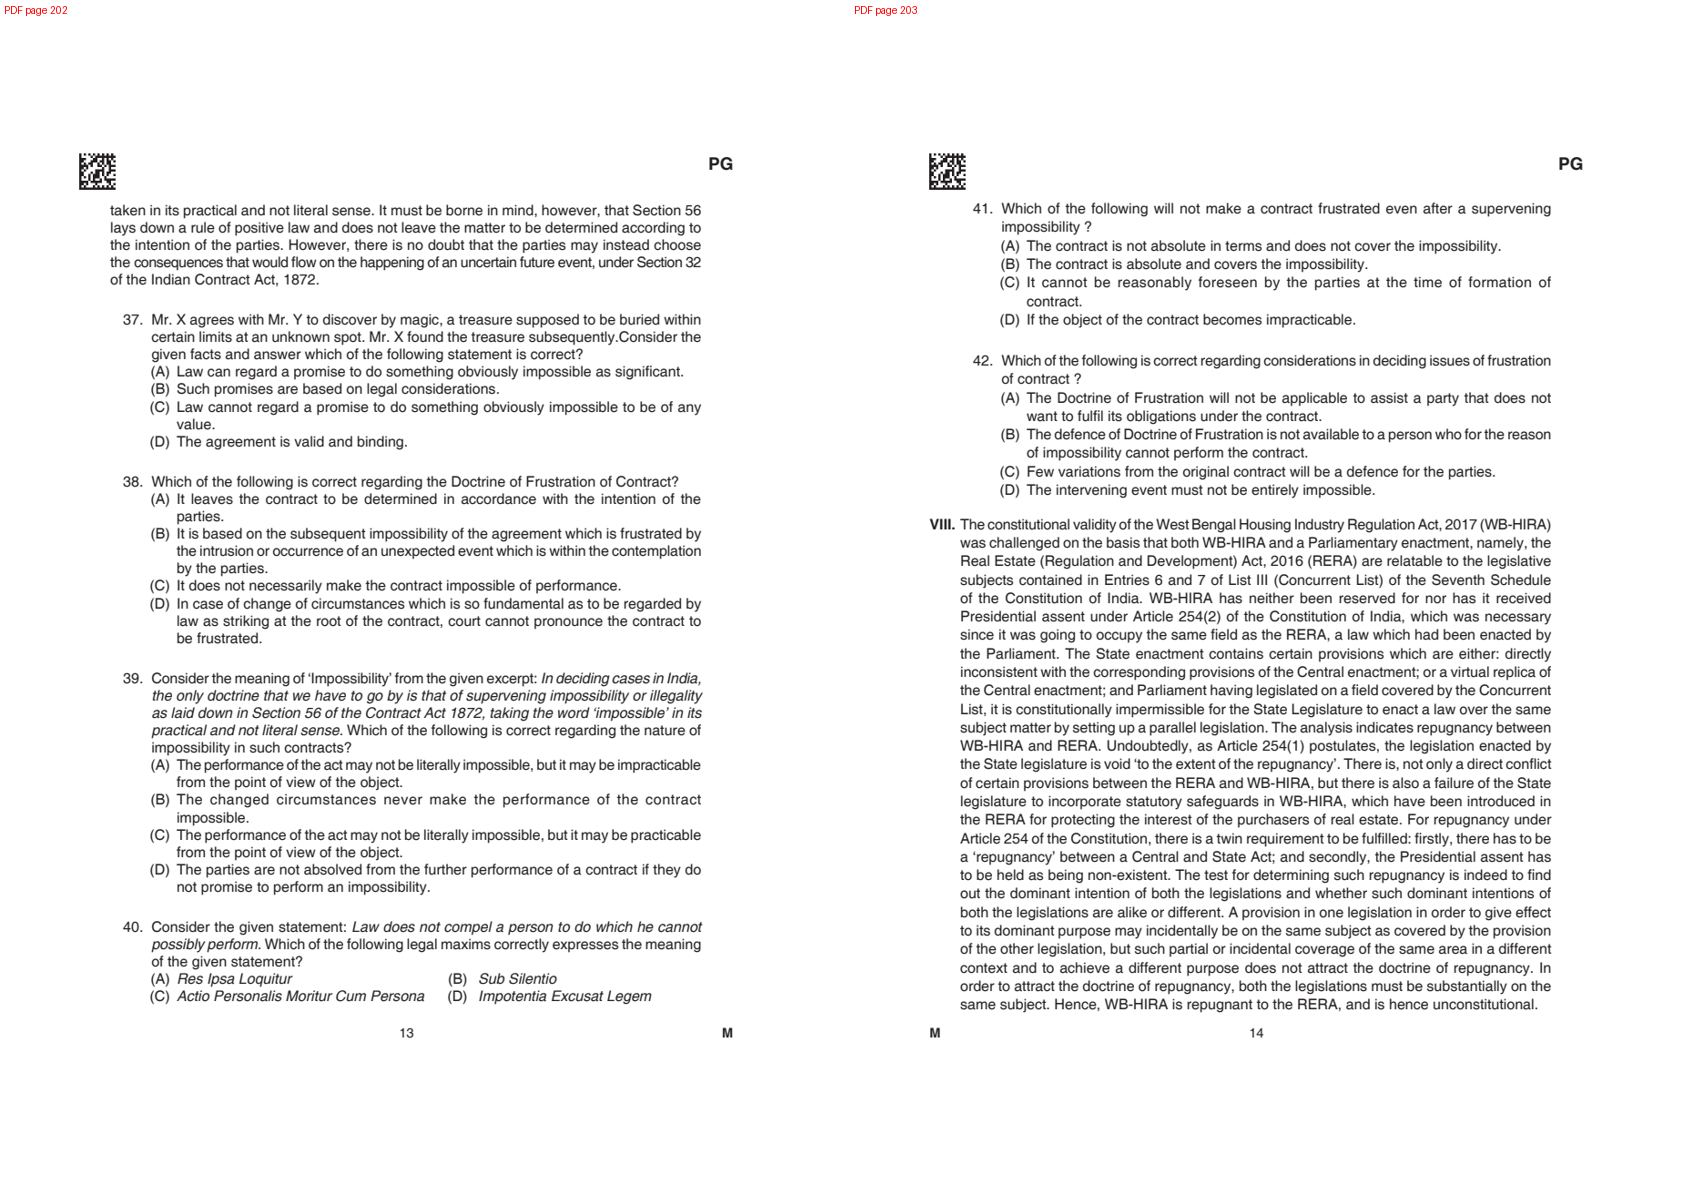 PDF page 202
PG
taken in its practical and not literal sense. It must be borne in mind, however, that Section 56
lays down a rule of positive law and does not leave the matter to be determined according to
the intention of the parties. However, there is no doubt that the parties may instead choose
the consequences that would flow on the happening of an uncertain future event, under Section 32
of the Indian Contract Act, 1872.
37. Mr. X agrees with Mr. Y to discover by magic, a treasure supposed to be buried within
certain limits at an unknown spot. Mr. X found the treasure subsequently.Consider the
given facts and answer which of the following statement is correct?
(A) Law can regard a promise to do something obviously impossible as significant.
(B) Such promises are based on legal considerations.
(C) Law cannot regard a promise to do something obviously impossible to be of any
value.
(D) The agreement is valid and binding.
38. Which of the following is correct regarding the Doctrine of Frustration of Contract?
(A) It leaves the contract to be determined in accordance with the intention of the
parties.
(B) It is based on the subsequent impossibility of the agreement which is frustrated by
the intrusion or occurrence of an unexpected event which is within the contemplation
by the parties.
(C) It does not necessarily make the contract impossible of performance.
(D) In case of change of circumstances which is so fundamental as to be regarded by
law as striking at the root of the contract, court cannot pronounce the contract to
be frustrated.
39. Consider the meaning of ‘Impossibility’ from the given excerpt: In deciding cases in India,
the only doctrine that we have to go by is that of supervening impossibility or illegality
as laid down in Section 56 of the Contract Act 1872, taking the word ‘impossible’ in its
practical and not literal sense. Which of the following is correct regarding the nature of
impossibility in such contracts?
(A) The performance of the act may not be literally impossible, but it may be impracticable
from the point of view of the object.
(B) The changed circumstances never make the performance of the contract
impossible.
(C) The performance of the act may not be literally impossible, but it may be practicable
from the point of view of the object.
(D) The parties are not absolved from the further performance of a contract if they do
not promise to perform an impossibility.
40. Consider the given statement: Law does not compel a person to do which he cannot
possibly perform. Which of the following legal maxims correctly expresses the meaning
of the given statement?
(A) Res Ipsa Loquitur (B) Sub Silentio
(C) Actio Personalis Moritur Cum Persona (D) Impotentia Excusat Legem
13
M
PDF page 203
PG
41. Which of the following will not make a contract frustrated even after a supervening
impossibility ?
(A) The contract is not absolute in terms and does not cover the impossibility.
(B) The contract is absolute and covers the impossibility.
(C) It cannot be reasonably foreseen by the parties at the time of formation of
contract.
(D) If the object of the contract becomes impracticable.
42. Which of the following is correct regarding considerations in deciding issues of frustration
of contract ?
(A) The Doctrine of Frustration will not be applicable to assist a party that does not
want to fulfil its obligations under the contract.
(B) The defence of Doctrine of Frustration is not available to a person who for the reason
of impossibility cannot perform the contract.
(C) Few variations from the original contract will be a defence for the parties.
(D) The intervening event must not be entirely impossible.
VIII. The constitutional validity of the West Bengal Housing Industry Regulation Act, 2017 (WB-HIRA)
was challenged on the basis that both WB-HIRA and a Parliamentary enactment, namely, the
Real Estate (Regulation and Development) Act, 2016 (RERA) are relatable to the legislative
subjects contained in Entries 6 and 7 of List III (Concurrent List) of the Seventh Schedule
of the Constitution of India. WB-HIRA has neither been reserved for nor has it received
Presidential assent under Article 254(2) of the Constitution of India, which was necessary
since it was going to occupy the same field as the RERA, a law which had been enacted by
the Parliament. The State enactment contains certain provisions which are either: directly
inconsistent with the corresponding provisions of the Central enactment; or a virtual replica of
the Central enactment; and Parliament having legislated on a field covered by the Concurrent
List, it is constitutionally impermissible for the State Legislature to enact a law over the same
subject matter by setting up a parallel legislation. The analysis indicates repugnancy between
WB-HIRA and RERA. Undoubtedly, as Article 254(1) postulates, the legislation enacted by
the State legislature is void ‘to the extent of the repugnancy’. There is, not only a direct conflict
of certain provisions between the RERA and WB-HIRA, but there is also a failure of the State
legislature to incorporate statutory safeguards in WB-HIRA, which have been introduced in
the RERA for protecting the interest of the purchasers of real estate. For repugnancy under
Article 254 of the Constitution, there is a twin requirement to be fulfilled: firstly, there has to be
a ‘repugnancy’ between a Central and State Act; and secondly, the Presidential assent has
to be held as being non-existent. The test for determining such repugnancy is indeed to find
out the dominant intention of both the legislations and whether such dominant intentions of
both the legislations are alike or different. A provision in one legislation in order to give effect
to its dominant purpose may incidentally be on the same subject as covered by the provision
of the other legislation, but such partial or incidental coverage of the same area in a different
context and to achieve a different purpose does not attract the doctrine of repugnancy. In
order to attract the doctrine of repugnancy, both the legislations must be substantially on the
same subject. Hence, WB-HIRA is repugnant to the RERA, and is hence unconstitutional.
M
14